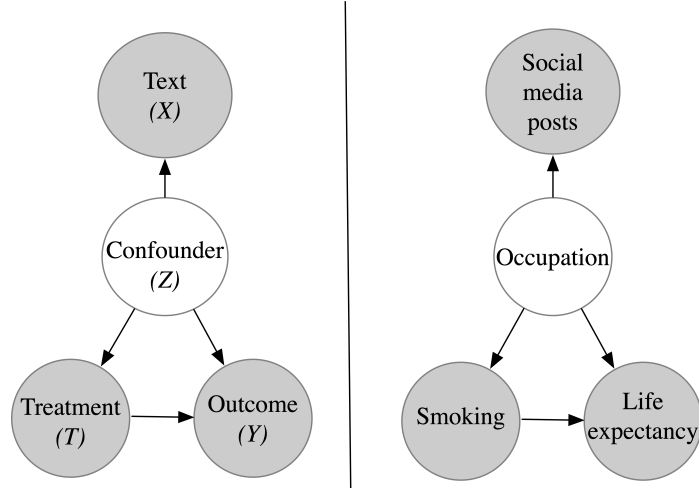 Text
(X)
Confounder
(Z)
Treatment
(T)
Outcome
(Y)
Social
media
posts
Occupation
Smoking
Life
expectancy